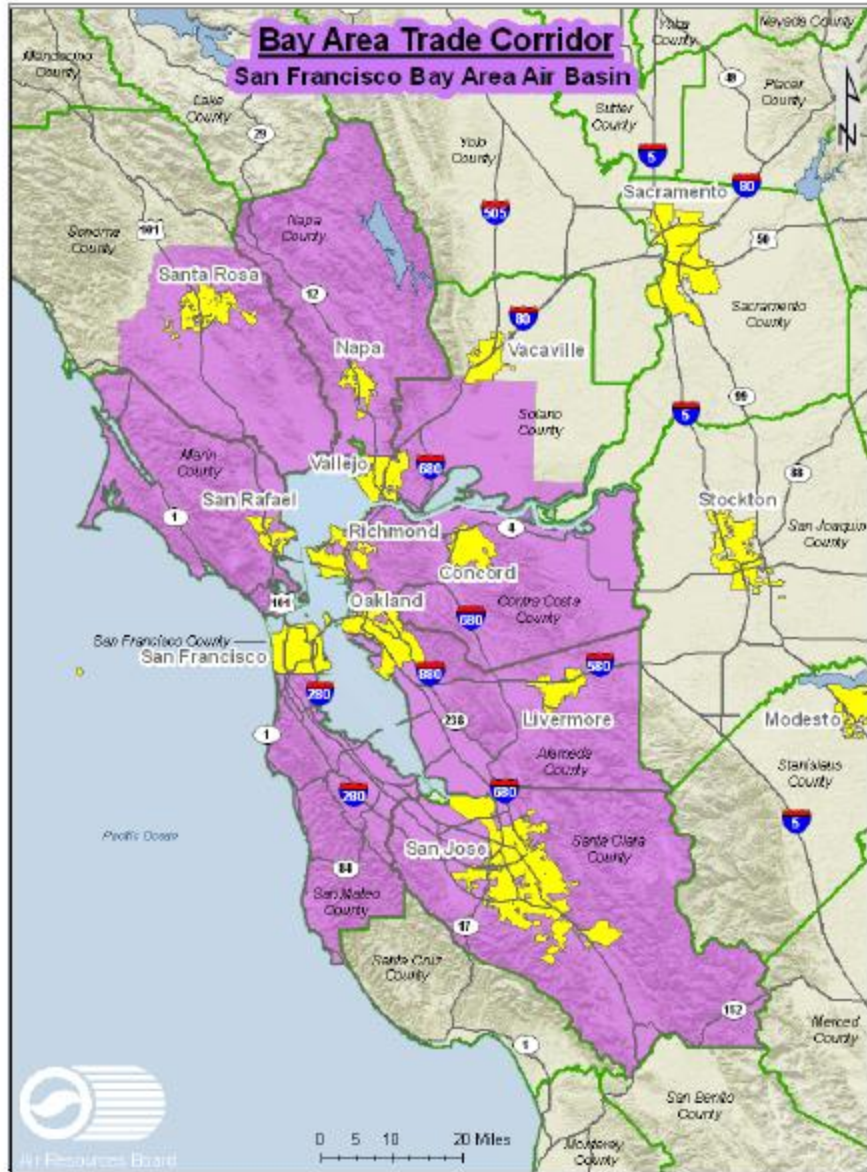 Bay Area Trade Corridor
San Francisco Bay Area Air Basin
Mendocino
County
Lake
County
29
Yolo
County
Yuba
County
Nevada County
49
Placer
County
Sutter
County
5
Sacramento
80
505
Napa
County
Sonoma
County
101
50
Santa Rosa
12
Sacramento
County
80
Vacaville
Napa
99
5
Solano
County
Marin
County
Vallejo
680
88
Stockton
San Rafael
1
Richmond
4
San Joaquin
County
Concord
101
Oakland
Contra Costa
County
680
San Francisco County
San Francisco
880
580
280
238
Livermore
Modesto
1
Alameda
County
Stanislaus
County
680
280
5
Pacific Ocean
San Jose
Santa Clara
County
84
San Mateo
County
17
Santa Cruz
County
152
Merced
County
1
San Benito
County
Monterey
County
0 5 10 20 Miles
Air Resources Board